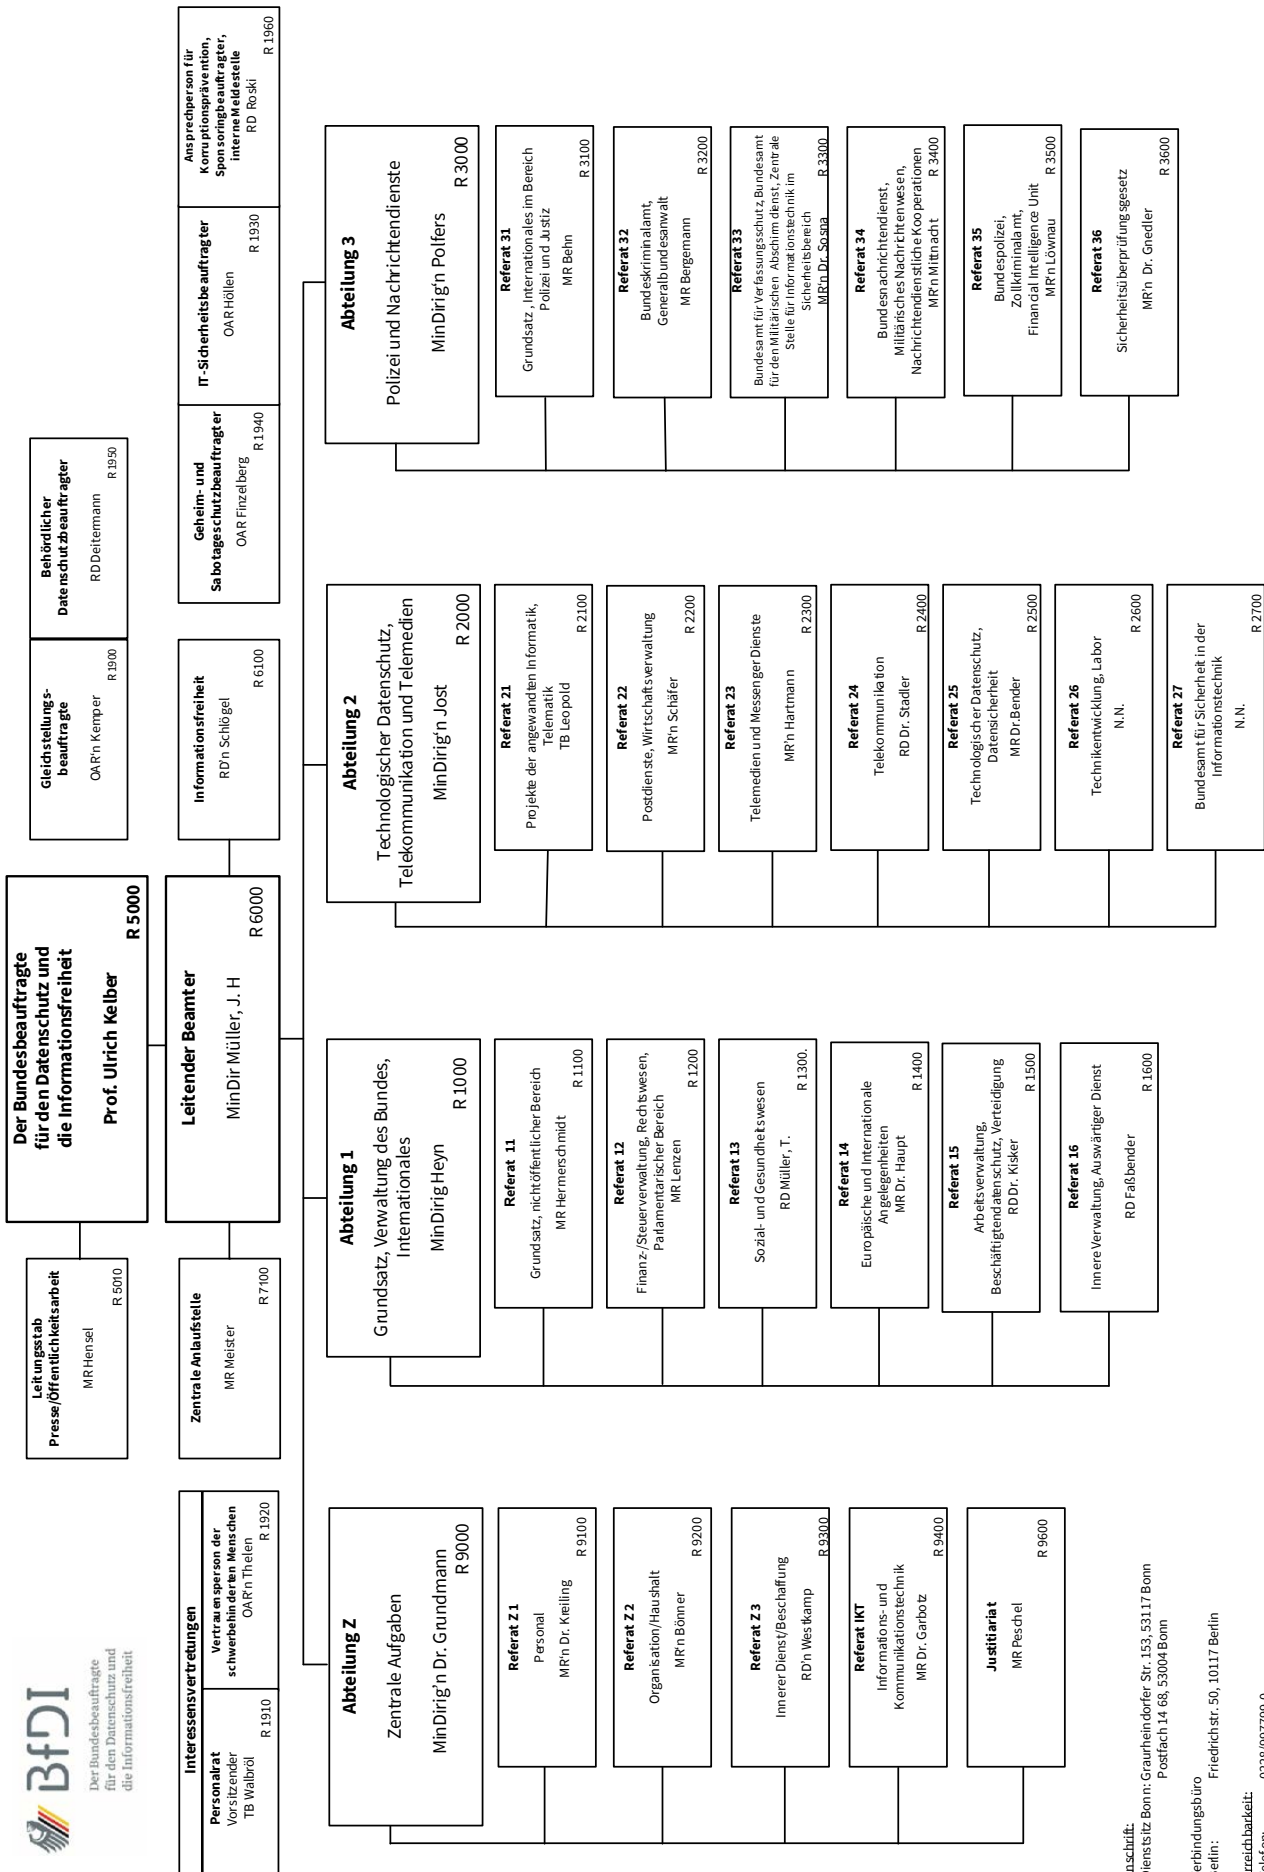 BfDI
Der Bundesbeauftragte
für den Datenschutz und
die Informationsfreiheit
Der Bundesbeauftragte
für den Datenschutz und
die Informationsfreiheit
Prof. Ulrich Kelber
R 5000
Leitungsstab
Presse/Öffentlichkeitsarbeit
MR Hensel
R 5010
Gleichstellungs-
beauftragte
OAR'n Kemper
R 1900
Behördlicher
Datenschutzbeauftragter
RD Deitermann
R 1950
Interessensvertretungen
Personalrat
Vorsitzender
TB Walbröl
R 1910
Vertrauensperson der
schwerbehinderten Menschen
OAR'n Thelen
R 1920
Zentrale Anlaufstelle
MR Meister
R 7100
Leitender Beamter
MinDir Müller, J. H
R 6000
Informationsfreiheit
RD'n Schlögel
R 6100
Geheim- und
Sabotageschutzbeauftragter
OAR Finzelberg
R 1940
IT-Sicherheitsbeauftragter
OAR Höllen
R 1930
Ansprechperson für
Korruptionsprävention,
Sponsoringbeauftragter,
interne Meldestelle
RD Roski
R 1960
Abteilung Z
Zentrale Aufgaben
MinDirig'n Dr. Grundmann
R 9000
Referat Z 1
Personal
MR'n Dr. Kreiling
R 9100
Referat Z 2
Organisation/Haushalt
MR'n Bönner
R 9200
Referat Z 3
Innerer Dienst/Beschaffung
RD'n Westkamp
R 9300
Referat IKT
Informations- und
Kommunikationstechnik
MR Dr. Garbotz
R 9400
Justitiariat
MR Peschel
R 9600
Abteilung 1
Grundsatz, Verwaltung des Bundes,
Internationales
MinDirig Heyn
R 1000
Referat 11
Grundsatz, nichtöffentlicher Bereich
MR Hermerschmidt
R 1100
Referat 12
Finanz-/Steuerverwaltung, Rechtswesen,
Parlamentarischer Bereich
MR Lenzen
R 1200
Referat 13
Sozial- und Gesundheitswesen
RD Müller, T.
R 1300.
Referat 14
Europäische und Internationale
Angelegenheiten
MR Dr. Haupt
R 1400
Referat 15
Arbeitsverwaltung,
Beschäftigtendatenschutz, Verteidigung
RD Dr. Kisker
R 1500
Referat 16
Innere Verwaltung, Auswärtiger Dienst
RD Faßbender
R 1600
Abteilung 2
Technologischer Datenschutz,
Telekommunikation und Telemedien
MinDirig'n Jost
R 2000
Referat 21
Projekte der angewandten Informatik,
Telematik
TB Leopold
R 2100
Referat 22
Postdienste, Wirtschaftsverwaltung
MR'n Schäfer
R 2200
Referat 23
Telemedien und Messenger Dienste
MR'n Hartmann
R 2300
Referat 24
Telekommunikation
RD Dr. Stadler
R 2400
Referat 25
Technologischer Datenschutz,
Datensicherheit
MR Dr.Bender
R 2500
Referat 26
Technikentwicklung, Labor
N.N.
R 2600
Referat 27
Bundesamt für Sicherheit in der
Informationstechnik
N.N.
R 2700
Abteilung 3
Polizei und Nachrichtendienste
MinDirig'n Polfers
R 3000
Referat 31
Grundsatz, Internationales im Bereich
Polizei und Justiz
MR Behn
R 3100
Referat 32
Bundeskriminalamt,
Generalbundesanwalt
MR Bergemann
R 3200
Referat 33
Bundesamt für Verfassungsschutz, Bundesamt
für den Militärischen Abschirmdienst, Zentrale
Stelle für Informationstechnik im
Sicherheitsbereich
MR'n Dr. Sosna
R 3300
Referat 34
Bundesnachrichtendienst,
Militärisches Nachrichtenwesen,
Nachrichtendienstliche Kooperationen
MR'n Mittnacht
R 3400
Referat 35
Bundespolizei,
Zollkriminalamt,
Financial Intelligence Unit
MR'n Löwnau
R 3500
Referat 36
Sicherheitsüberprüfungsgesetz
MR'n Dr. Gnedler
R 3600
nschrift:
ienstsitz Bonn: Graurheindorfer Str. 153, 53117 Bonn
Postfach 14 68, 53004 Bonn
erbindungsbüro
erlin: Friedrichstr. 50, 10117 Berlin
rreichbarkeit: